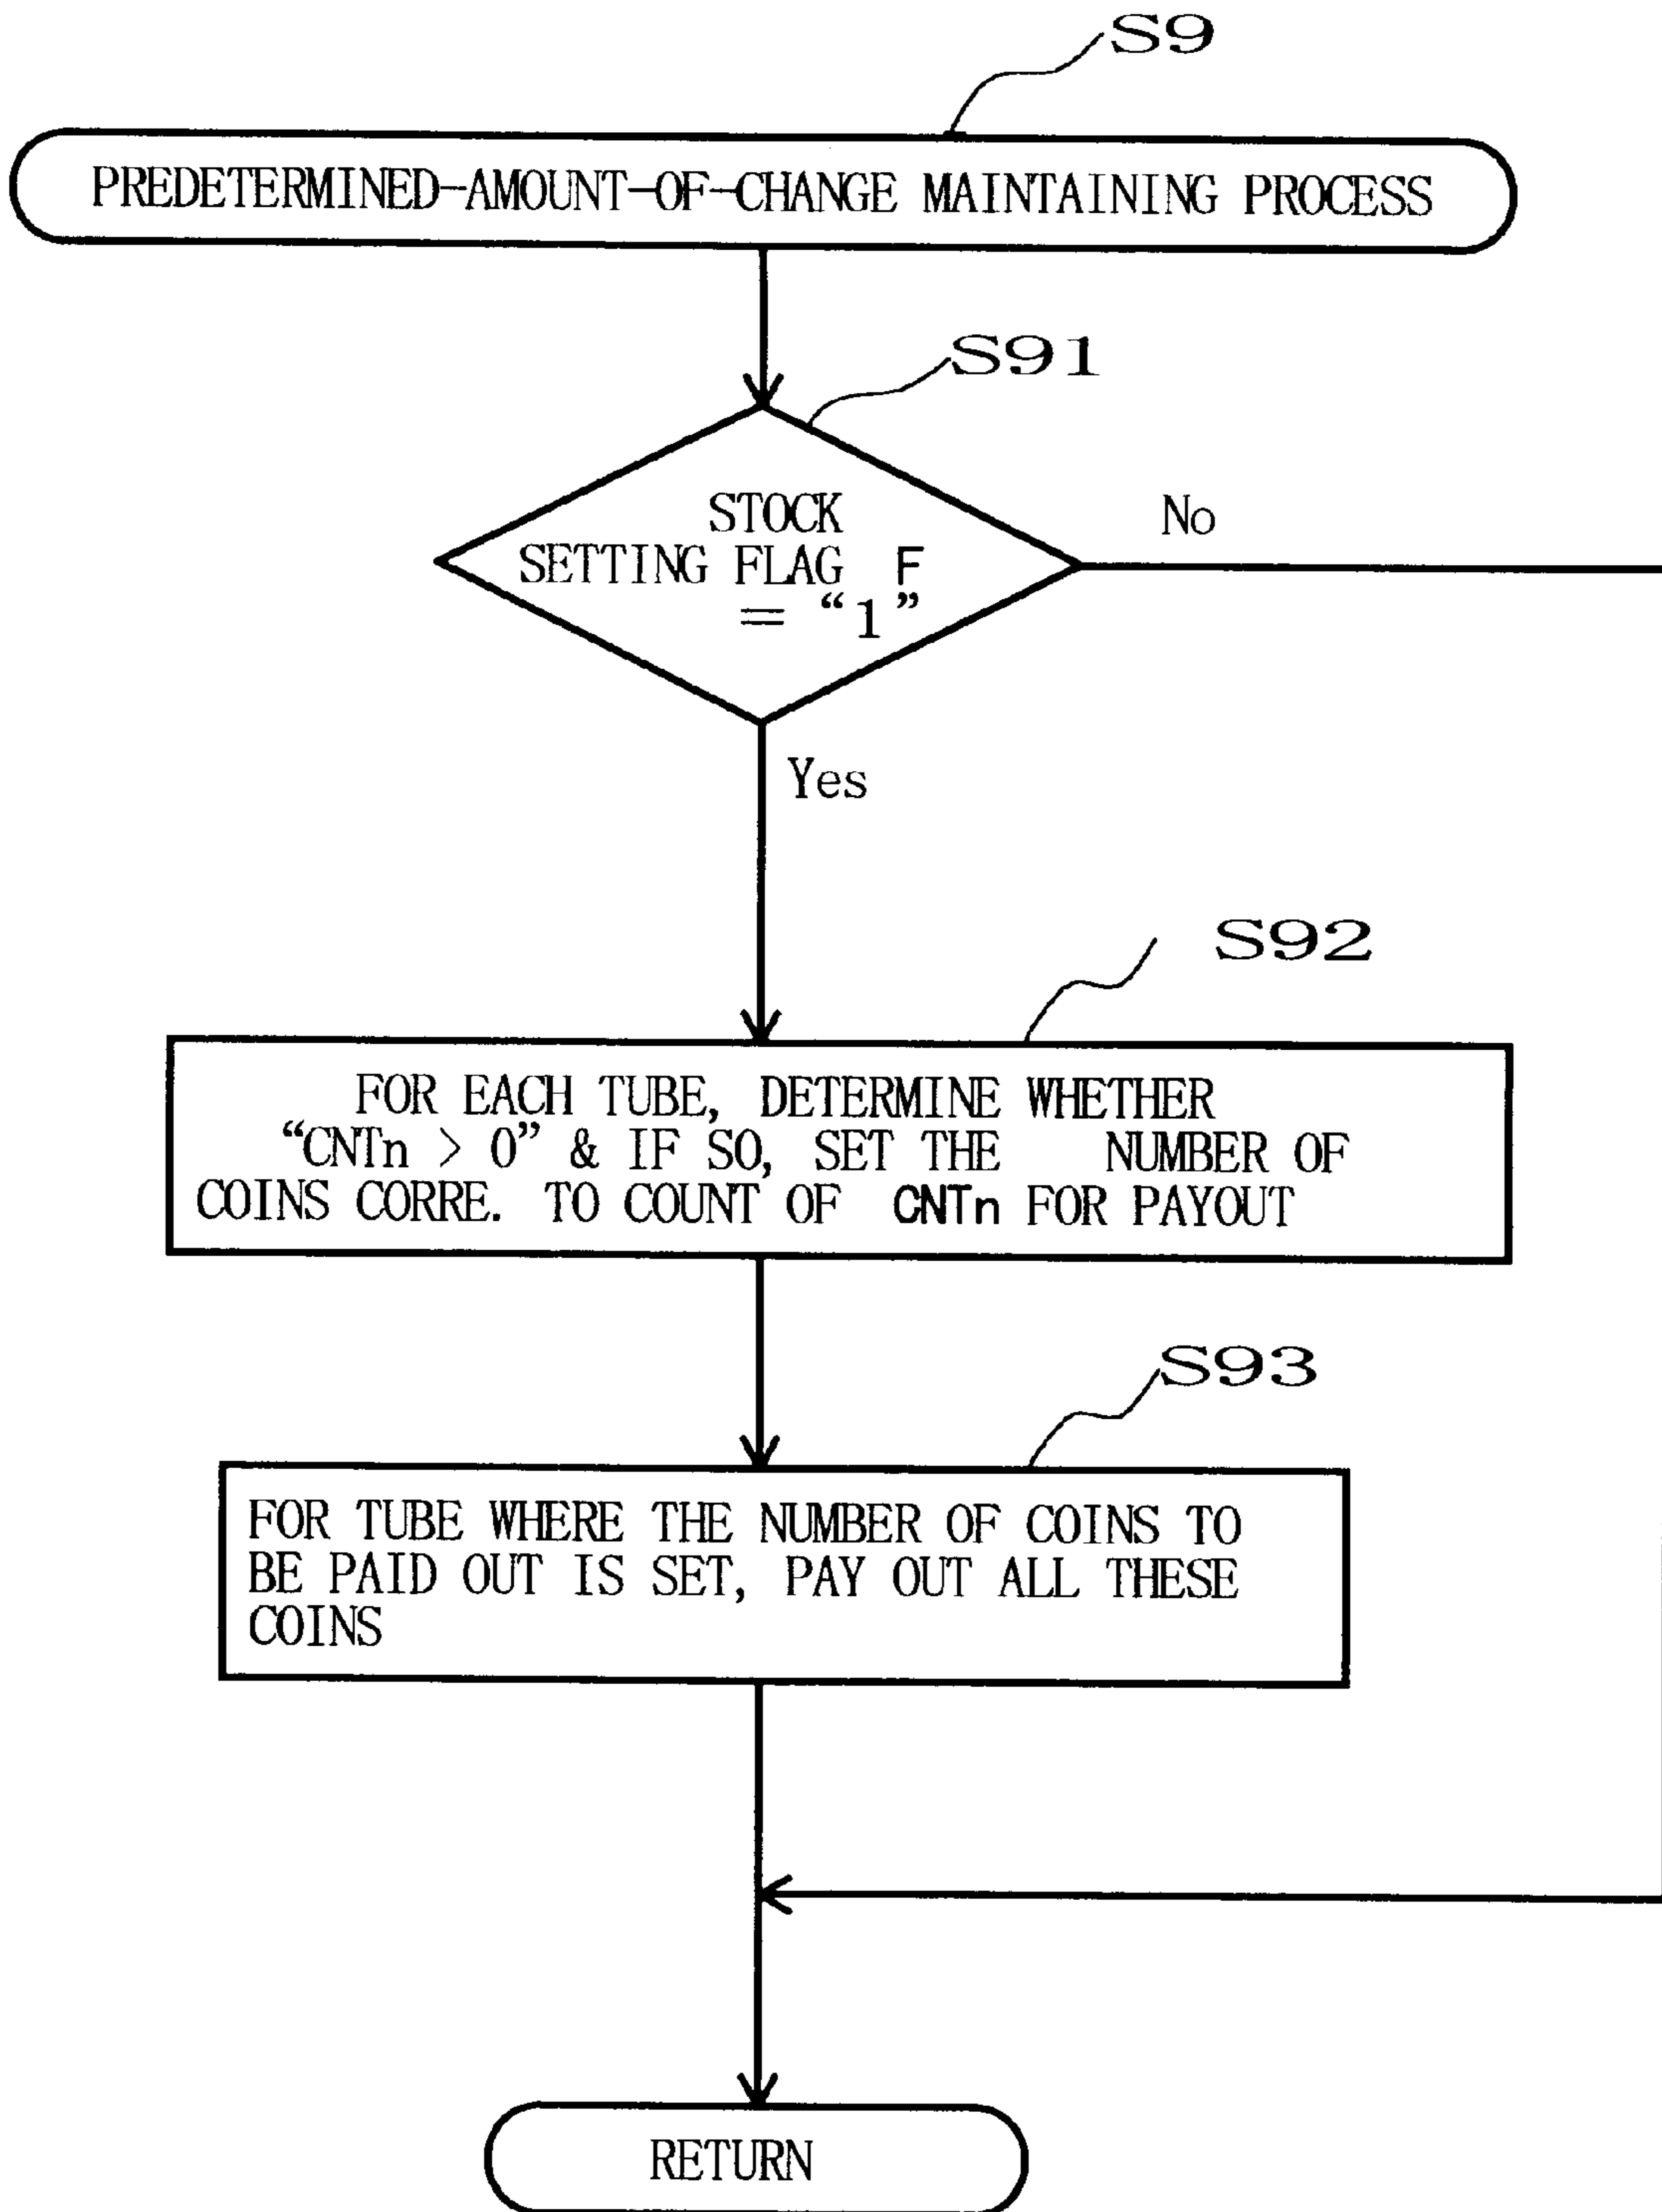 S9
PREDETERMINED-AMOUNT-OF-CHANGE MAINTAINING PROCESS
S91
STOCK
SETTING FLAG F
= “1”
No
Yes
S92
FOR EACH TUBE, DETERMINE WHETHER
“CNTn > 0” & IF SO, SET THE NUMBER OF
COINS CORRE. TO COUNT OF CNTn FOR PAYOUT
S93
FOR TUBE WHERE THE NUMBER OF COINS TO
BE PAID OUT IS SET, PAY OUT ALL THESE
COINS
RETURN